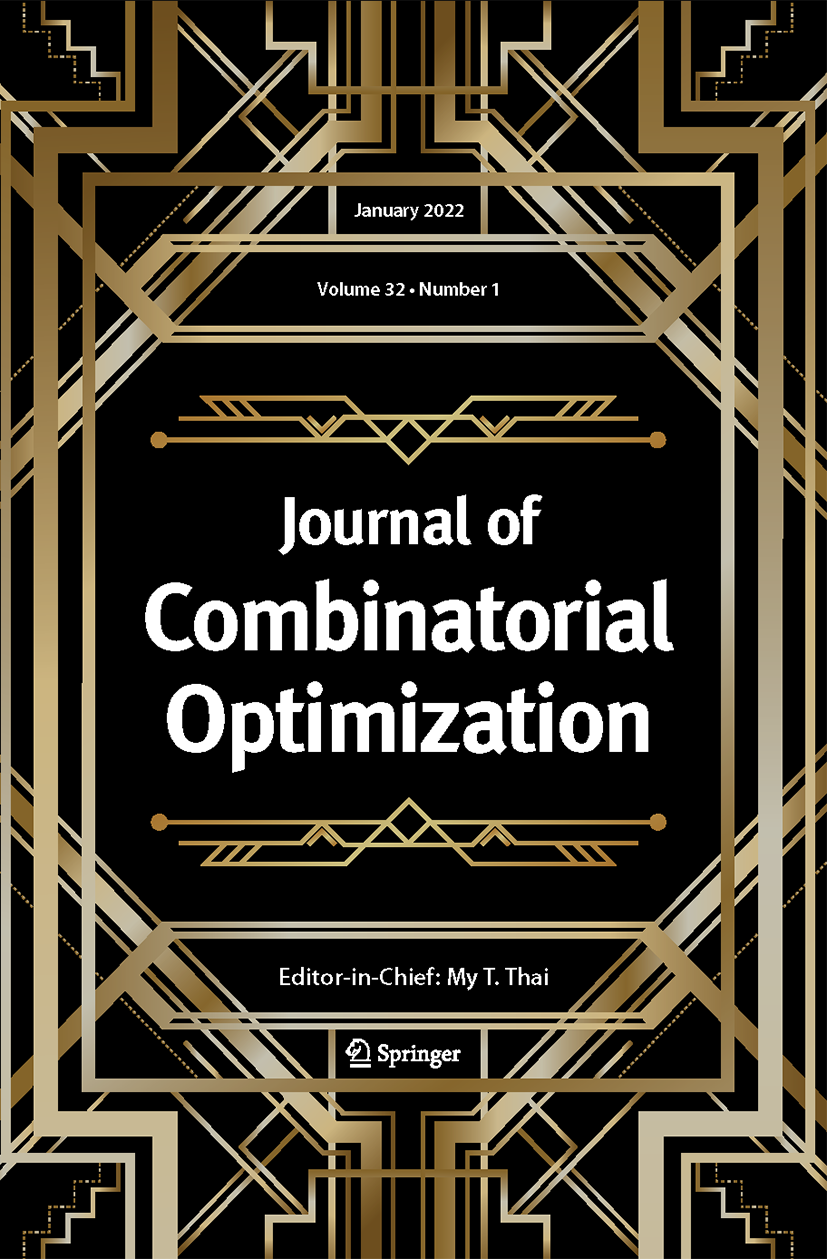 January 2022
Volume 32 • Number 1
Journal of
Combinatorial
Optimization
Editor-in-Chief: My T. Thai
Springer